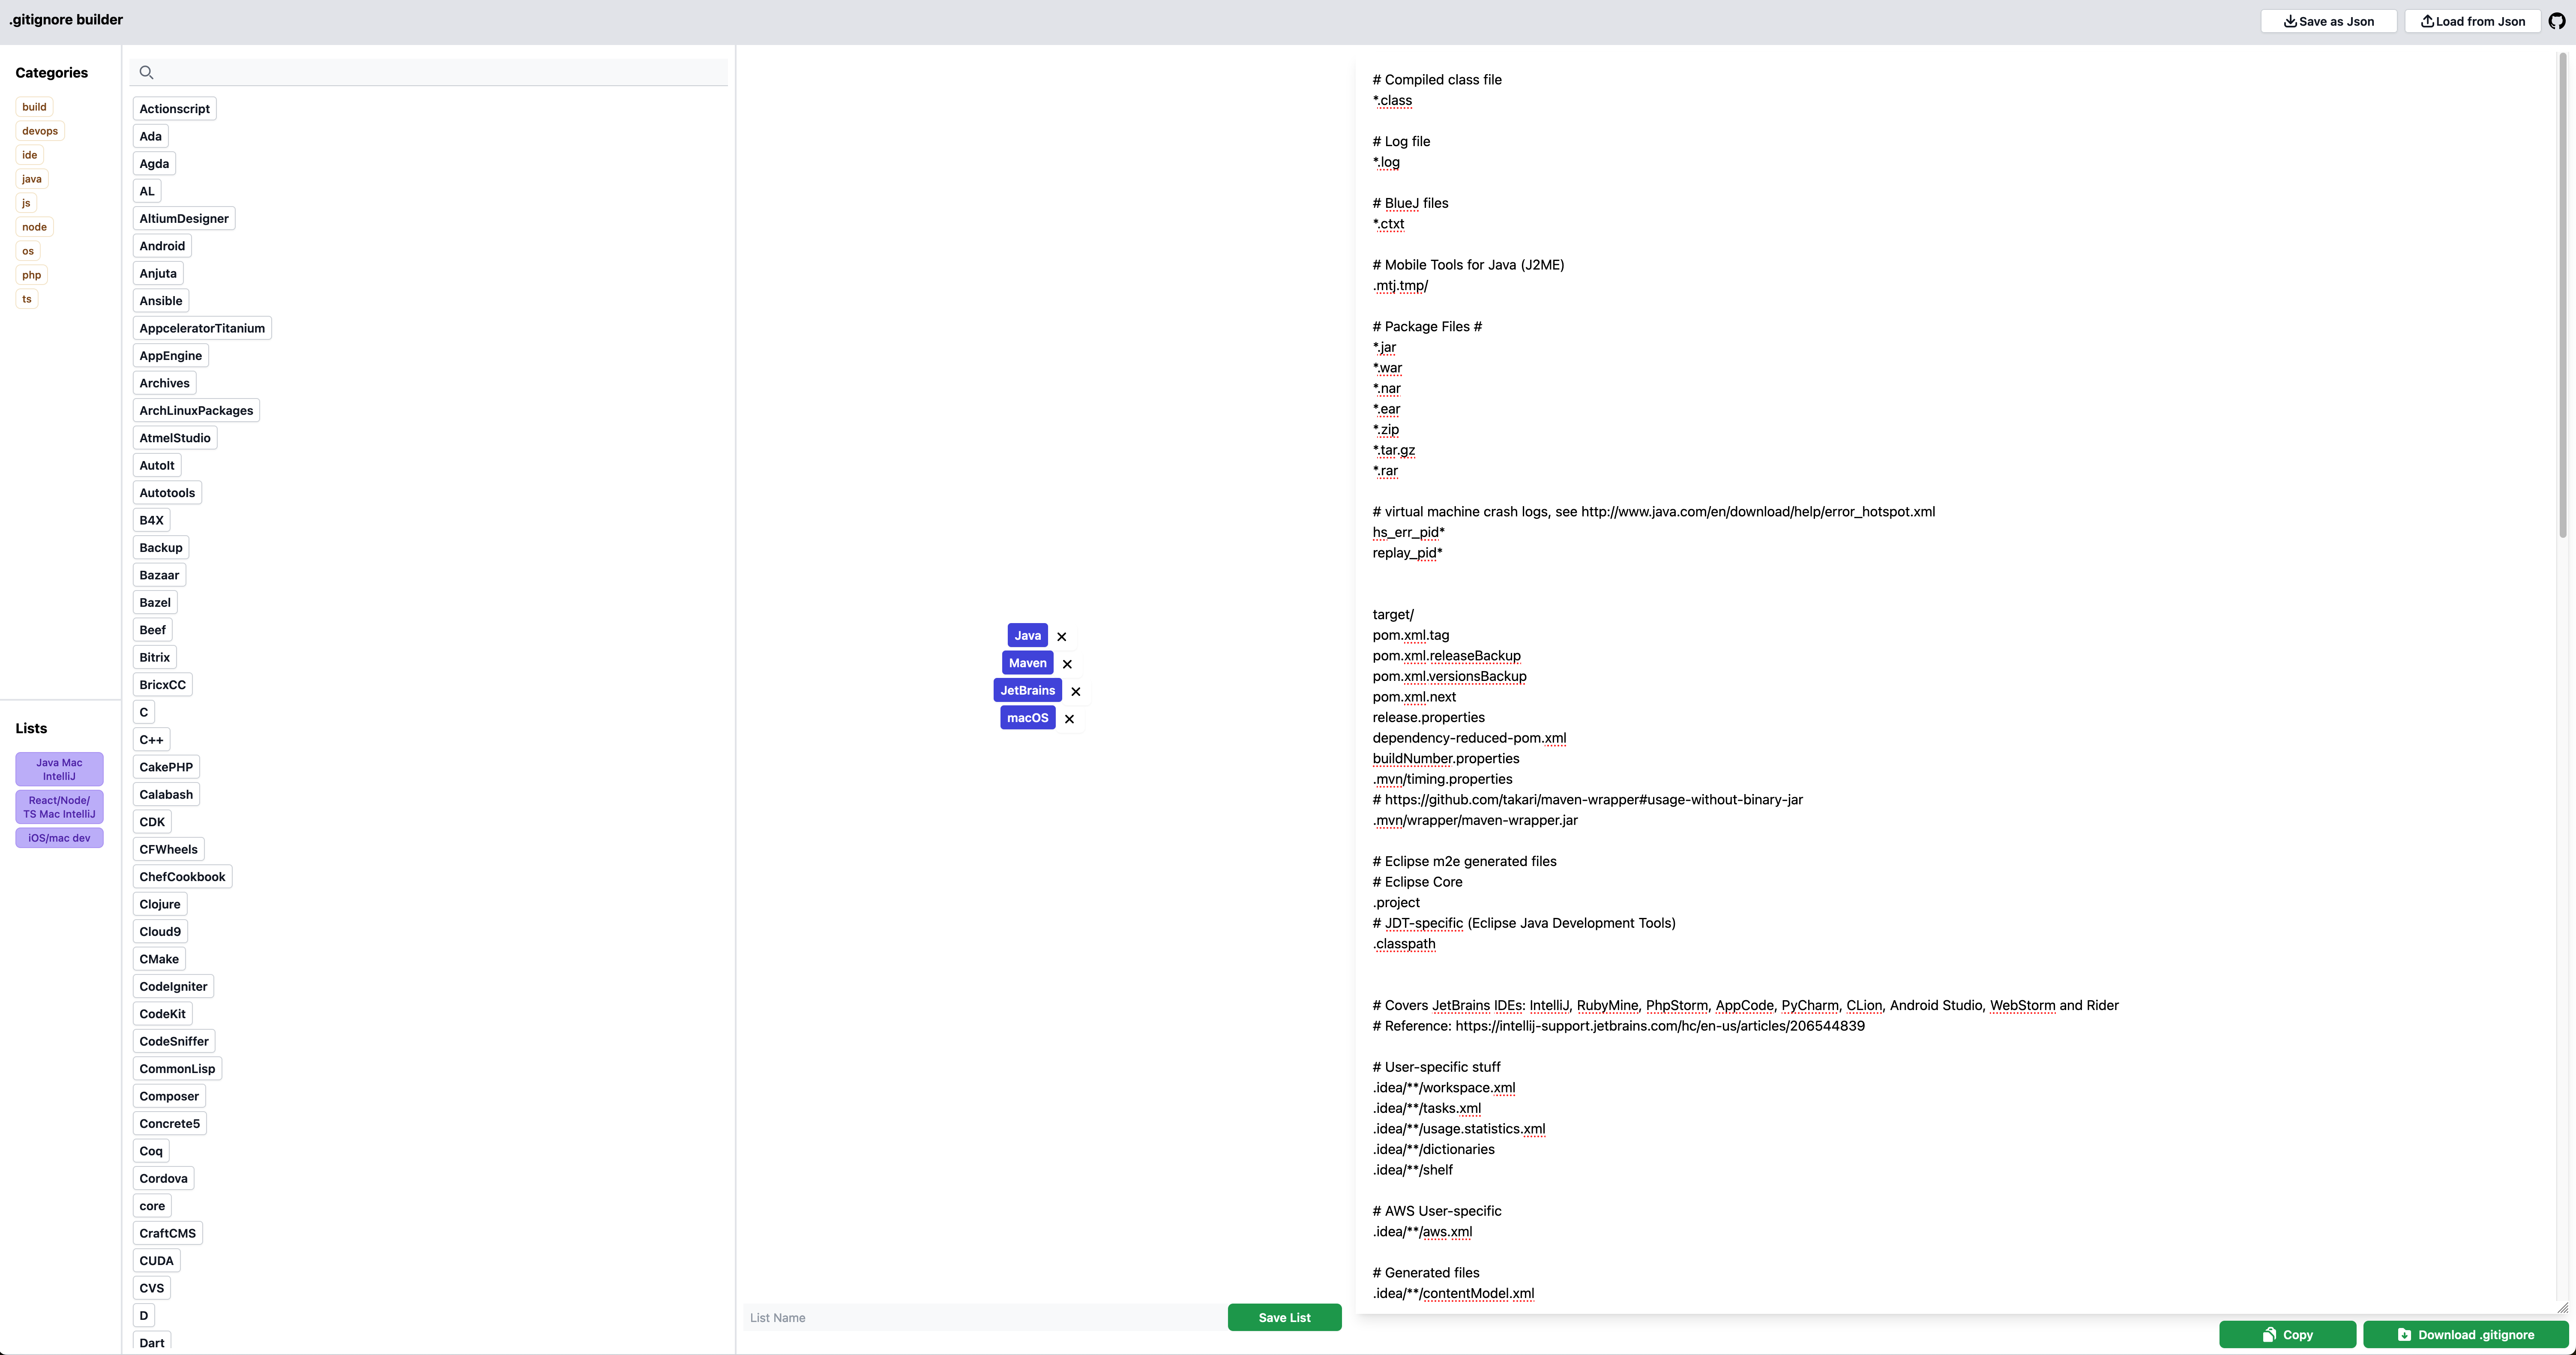 .gitignore builder
Save as Json
Load from Json
Categories
build
devops
ide
java
js
node
os
php
ts
Lists
Java Mac
IntelliJ
React/Node/
TS Mac IntelliJ
iOS/mac dev
Actionscript
Ada
Agda
AL
AltiumDesigner
Android
Anjuta
Ansible
AppceleratorTitanium
AppEngine
Archives
ArchLinuxPackages
AtmelStudio
AutoIt
Autotools
B4X
Backup
Bazaar
Bazel
Beef
Bitrix
BricxCC
C
C++
CakePHP
Calabash
CDK
CFWheels
ChefCookbook
Clojure
Cloud9
CMake
CodeIgniter
CodeKit
CodeSniffer
CommonLisp
Composer
Concrete5
Coq
Cordova
core
CraftCMS
CUDA
CVS
D
Dart
Java
Maven
JetBrains
macOS
List Name
Save List
# Compiled class file
*.class
# Log file
*.log
# BlueJ files
*.ctxt
# Mobile Tools for Java (J2ME)
.mtj.tmp/
# Package Files #
*.jar
*.war
*.nar
*.ear
*.zip
*.tar.gz
*.rar
# virtual machine crash logs, see http://www.java.com/en/download/help/error_hotspot.xml
hs_err_pid*
replay_pid*
target/
pom.xml.tag
pom.xml.releaseBackup
pom.xml.versionsBackup
pom.xml.next
release.properties
dependency-reduced-pom.xml
buildNumber.properties
.mvn/timing.properties
# https://github.com/takari/maven-wrapper#usage-without-binary-jar
.mvn/wrapper/maven-wrapper.jar
# Eclipse m2e generated files
# Eclipse Core
.project
# JDT-specific (Eclipse Java Development Tools)
.classpath
# Covers JetBrains IDEs: IntelliJ, RubyMine, PhpStorm, AppCode, PyCharm, CLion, Android Studio, WebStorm and Rider
# Reference: https://intellij-support.jetbrains.com/hc/en-us/articles/206544839
# User-specific stuff
.idea/**/workspace.xml
.idea/**/tasks.xml
.idea/**/usage.statistics.xml
.idea/**/dictionaries
.idea/**/shelf
# AWS User-specific
.idea/**/aws.xml
# Generated files
.idea/**/contentModel.xml
Copy
Download .gitignore